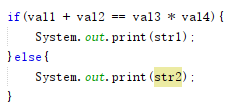 if(val1 + val2 == val3 * val4){
    System.out.print(str1);
}else{
    System.out.print(str2);
}